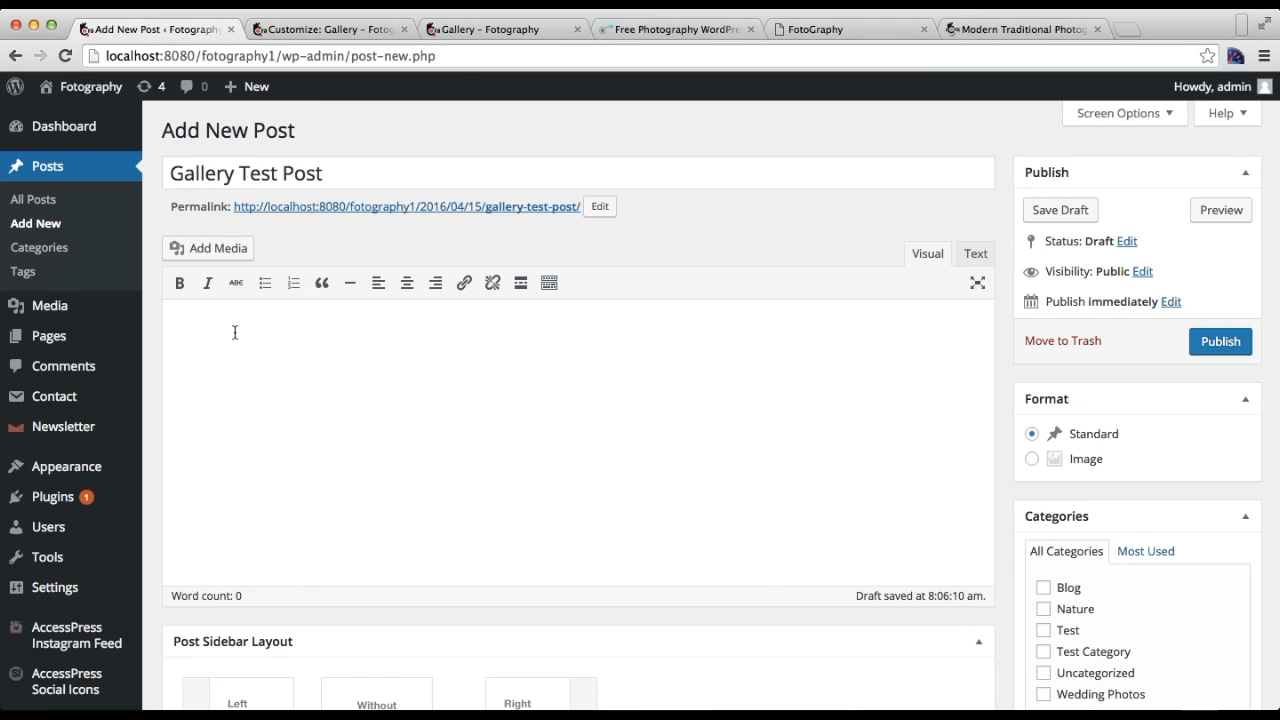 Add New Post ‹ Fotography
Customize: Gallery – Fotog
Gallery – Fotography
Free Photography WordPre
FotoGraphy
Modern Traditional Photog
localhost:8080/fotography1/wp-admin/post-new.php
Fotography
4
0
New
Howdy, admin
Screen Options
Help
Dashboard
Posts
All Posts
Add New
Categories
Tags
Media
Pages
Comments
Contact
Newsletter
Appearance
Plugins 1
Users
Tools
Settings
AccessPress
Instagram Feed
AccessPress
Social Icons
Add New Post
Gallery Test Post
Permalink: http://localhost:8080/fotography1/2016/04/15/gallery-test-post/ Edit
Add Media
Visual
Text
B I ABC
Word count: 0
Draft saved at 8:06:10 am.
Post Sidebar Layout
Left
Without
Right
Publish
Save Draft
Preview
Status: Draft Edit
Visibility: Public Edit
Publish immediately Edit
Move to Trash
Publish
Format
Standard
Image
Categories
All Categories
Most Used
Blog
Nature
Test
Test Category
Uncategorized
Wedding Photos